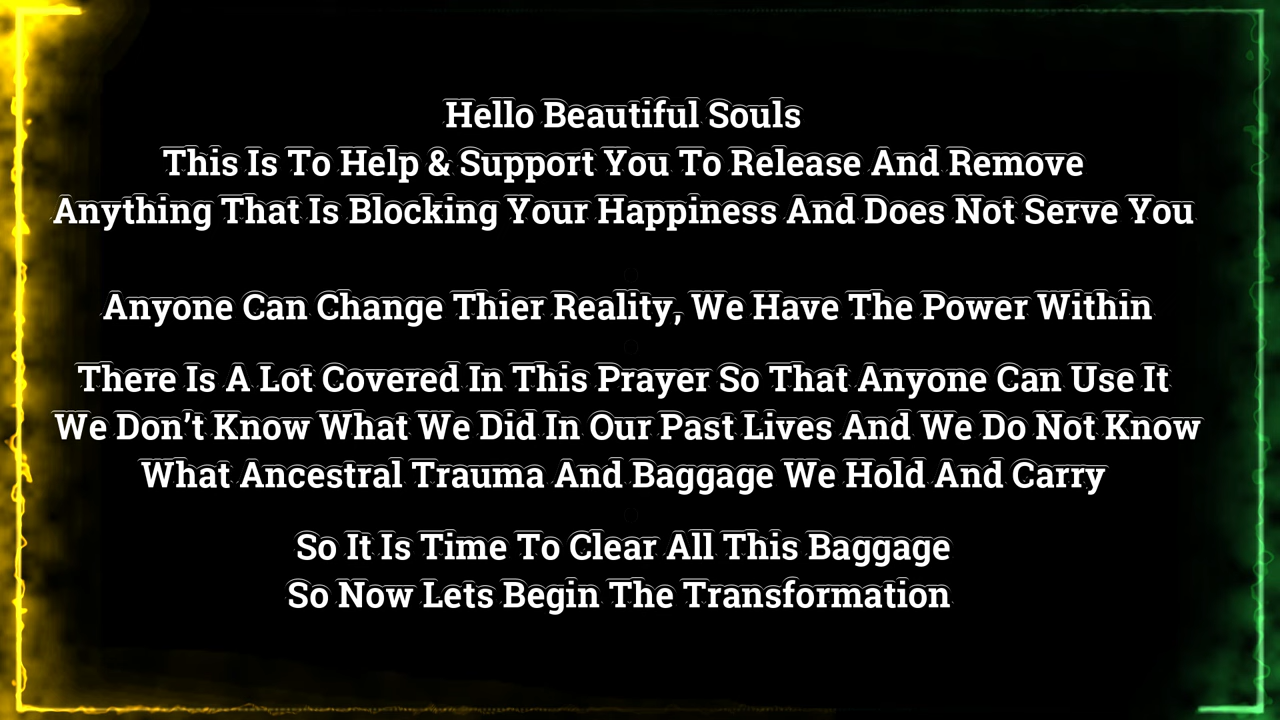 Hello Beautiful Souls
This Is To Help & Support You To Release And Remove
Anything That Is Blocking Your Happiness And Does Not Serve You
Anyone Can Change Thier Reality, We Have The Power Within
There Is A Lot Covered In This Prayer So That Anyone Can Use It
We Don’t Know What We Did In Our Past Lives And We Do Not Know
What Ancestral Trauma And Baggage We Hold And Carry
So It Is Time To Clear All This Baggage
So Now Lets Begin The Transformation